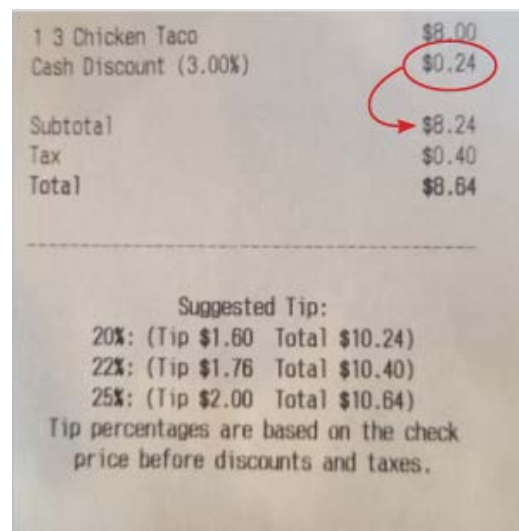 1 3 Chicken Taco $8.00
Cash Discount (3.00%) $0.24
Subtotal $8.24
Tax $0.40
Total $8.64
Suggested Tip:
20%: (Tip $1.60 Total $10.24)
22%: (Tip $1.76 Total $10.40)
25%: (Tip $2.00 Total $10.64)
Tip percentages are based on the check
price before discounts and taxes.